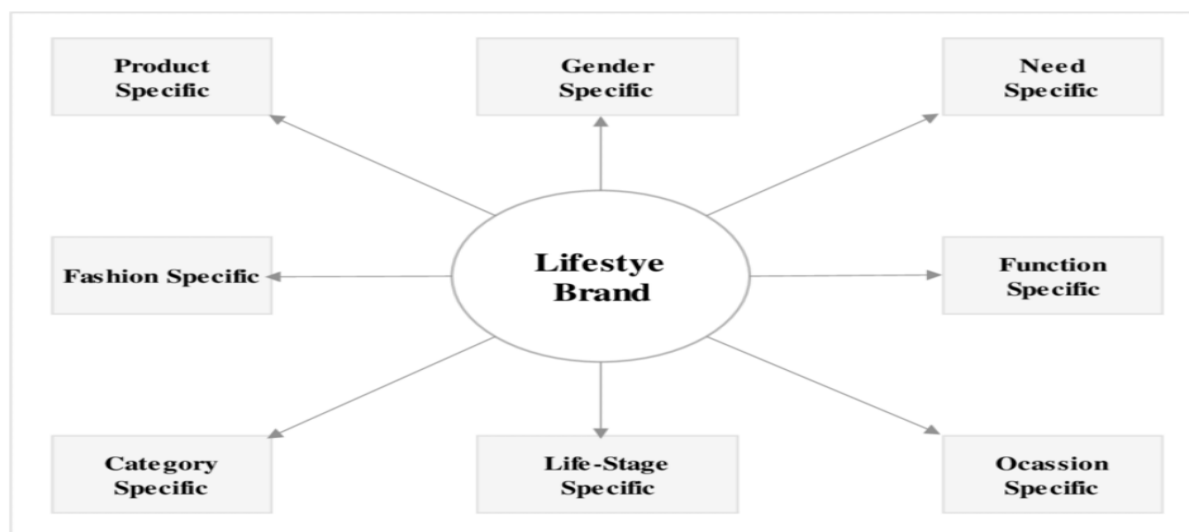 Product
Specific
Gender
Specific
Need
Specific
Fashion Specific
Lifestye
Brand
Function
Specific
Category
Specific
Life-Stage
Specific
Ocassion
Specific